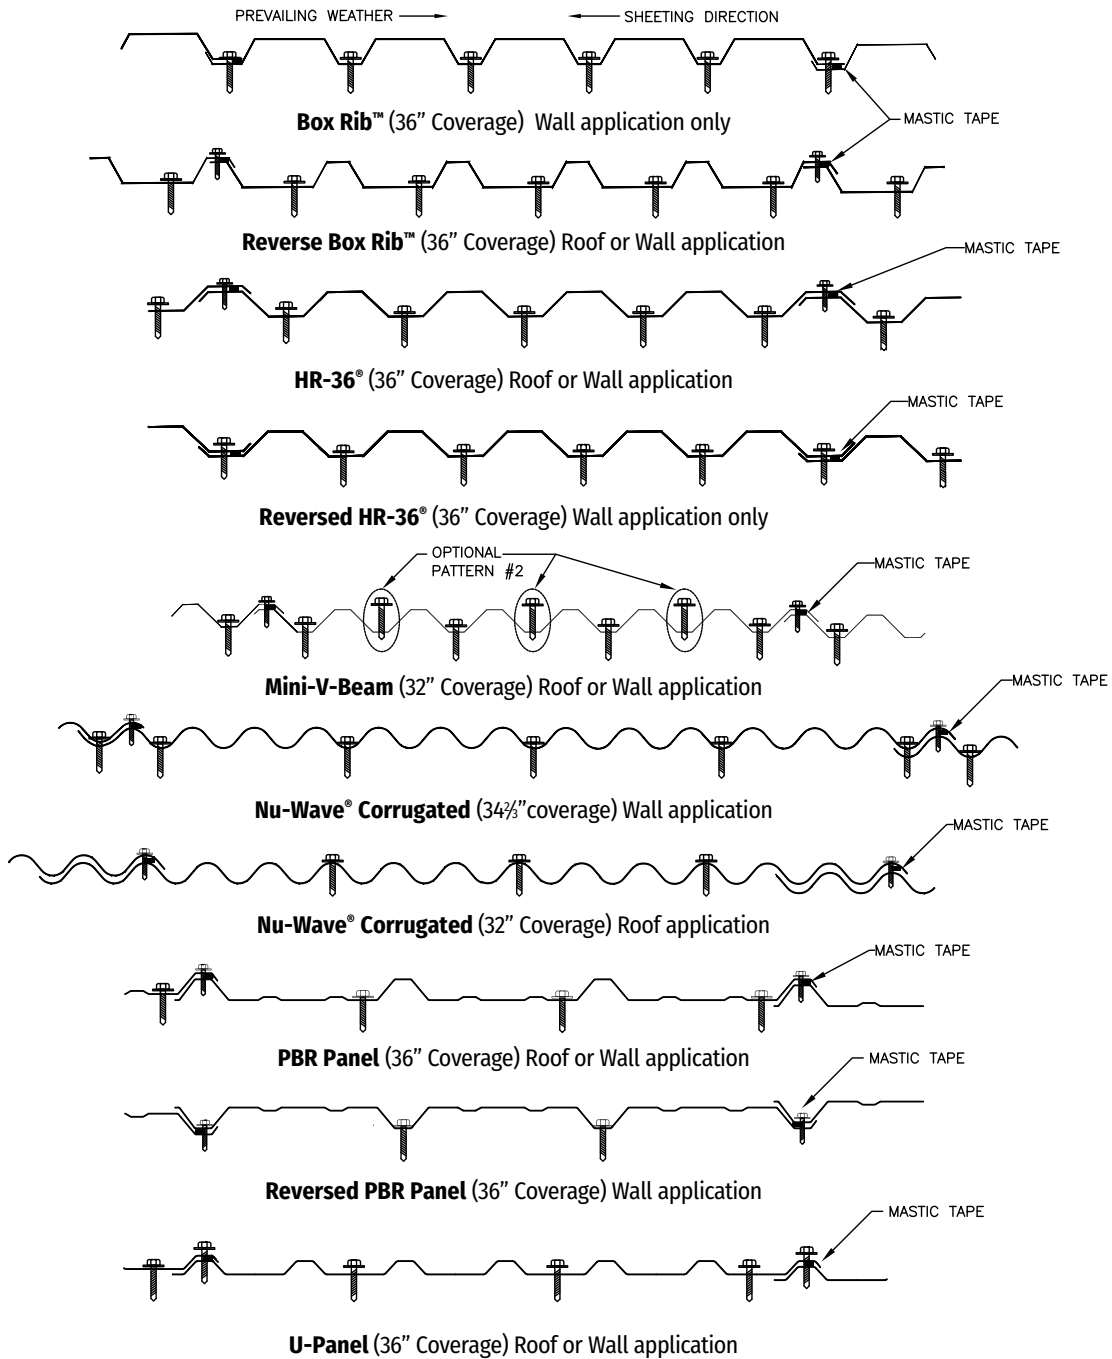 PREVAILING WEATHER SHEETING DIRECTION
Box Rib™ (36” Coverage) Wall application only
MASTIC TAPE
Reverse Box Rib™ (36” Coverage) Roof or Wall application
MASTIC TAPE
HR-36® (36” Coverage) Roof or Wall application
MASTIC TAPE
Reversed HR-36® (36” Coverage) Wall application only
OPTIONAL
PATTERN #2
MASTIC TAPE
Mini-V-Beam (32” Coverage) Roof or Wall application
MASTIC TAPE
Nu-Wave® Corrugated (34⅔”coverage) Wall application
MASTIC TAPE
Nu-Wave® Corrugated (32” Coverage) Roof application
MASTIC TAPE
PBR Panel (36” Coverage) Roof or Wall application
MASTIC TAPE
Reversed PBR Panel (36” Coverage) Wall application
MASTIC TAPE
U-Panel (36” Coverage) Roof or Wall application